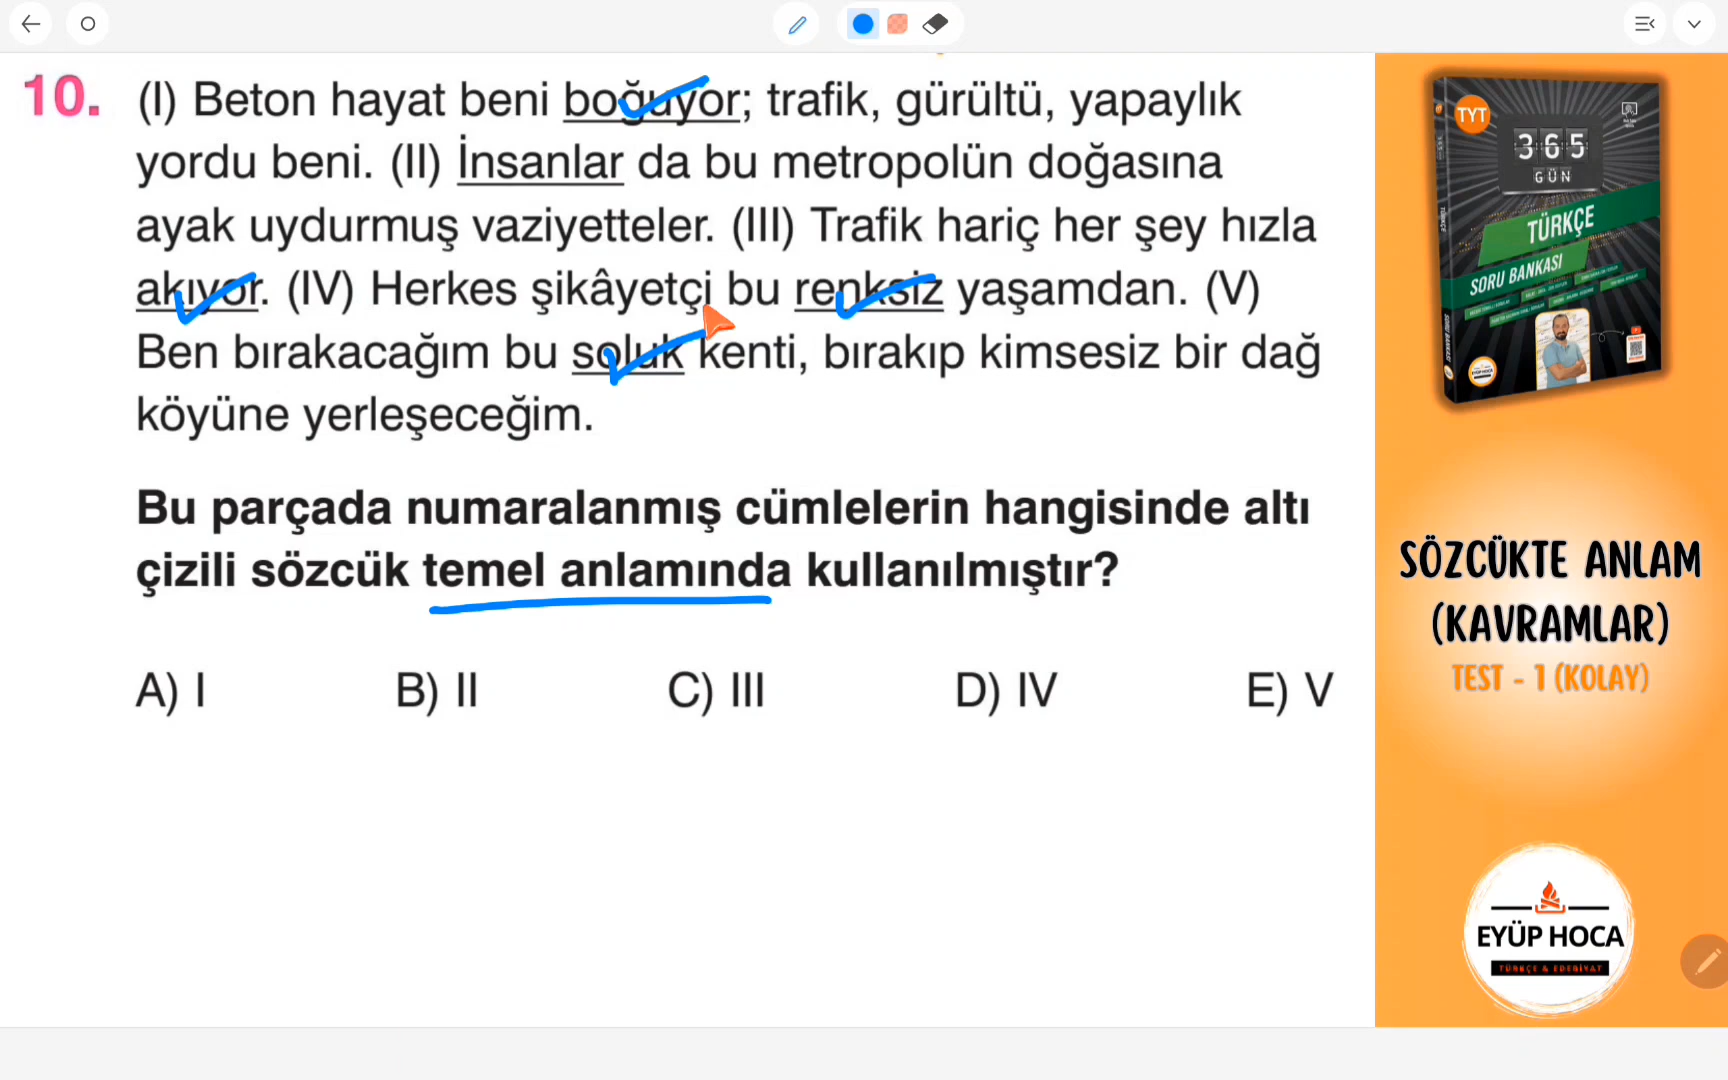 10. (I) Beton hayat beni boğuyor; trafik, gürültü, yapaylık
yordu beni. (II) İnsanlar da bu metropolün doğasına
ayak uydurmuş vaziyetteler. (III) Trafik hariç her şey hızla
akıyor. (IV) Herkes şikâyetçi bu renksiz yaşamdan. (V)
Ben bırakacağım bu soluk kenti, bırakıp kimsesiz bir dağ
köyüne yerleşeceğim.
Bu parçada numaralanmış cümlelerin hangisinde altı
çizili sözcük temel anlamında kullanılmıştır?
A) I B) II C) III D) IV E) V
TYT
365
GÜN
TÜRKÇE
SORU BANKASI
SÖZCÜKTE ANLAM
(KAVRAMLAR)
TEST - 1 (KOLAY)
EYÜP HOCA
TÜRKÇE & EDEBİYAT